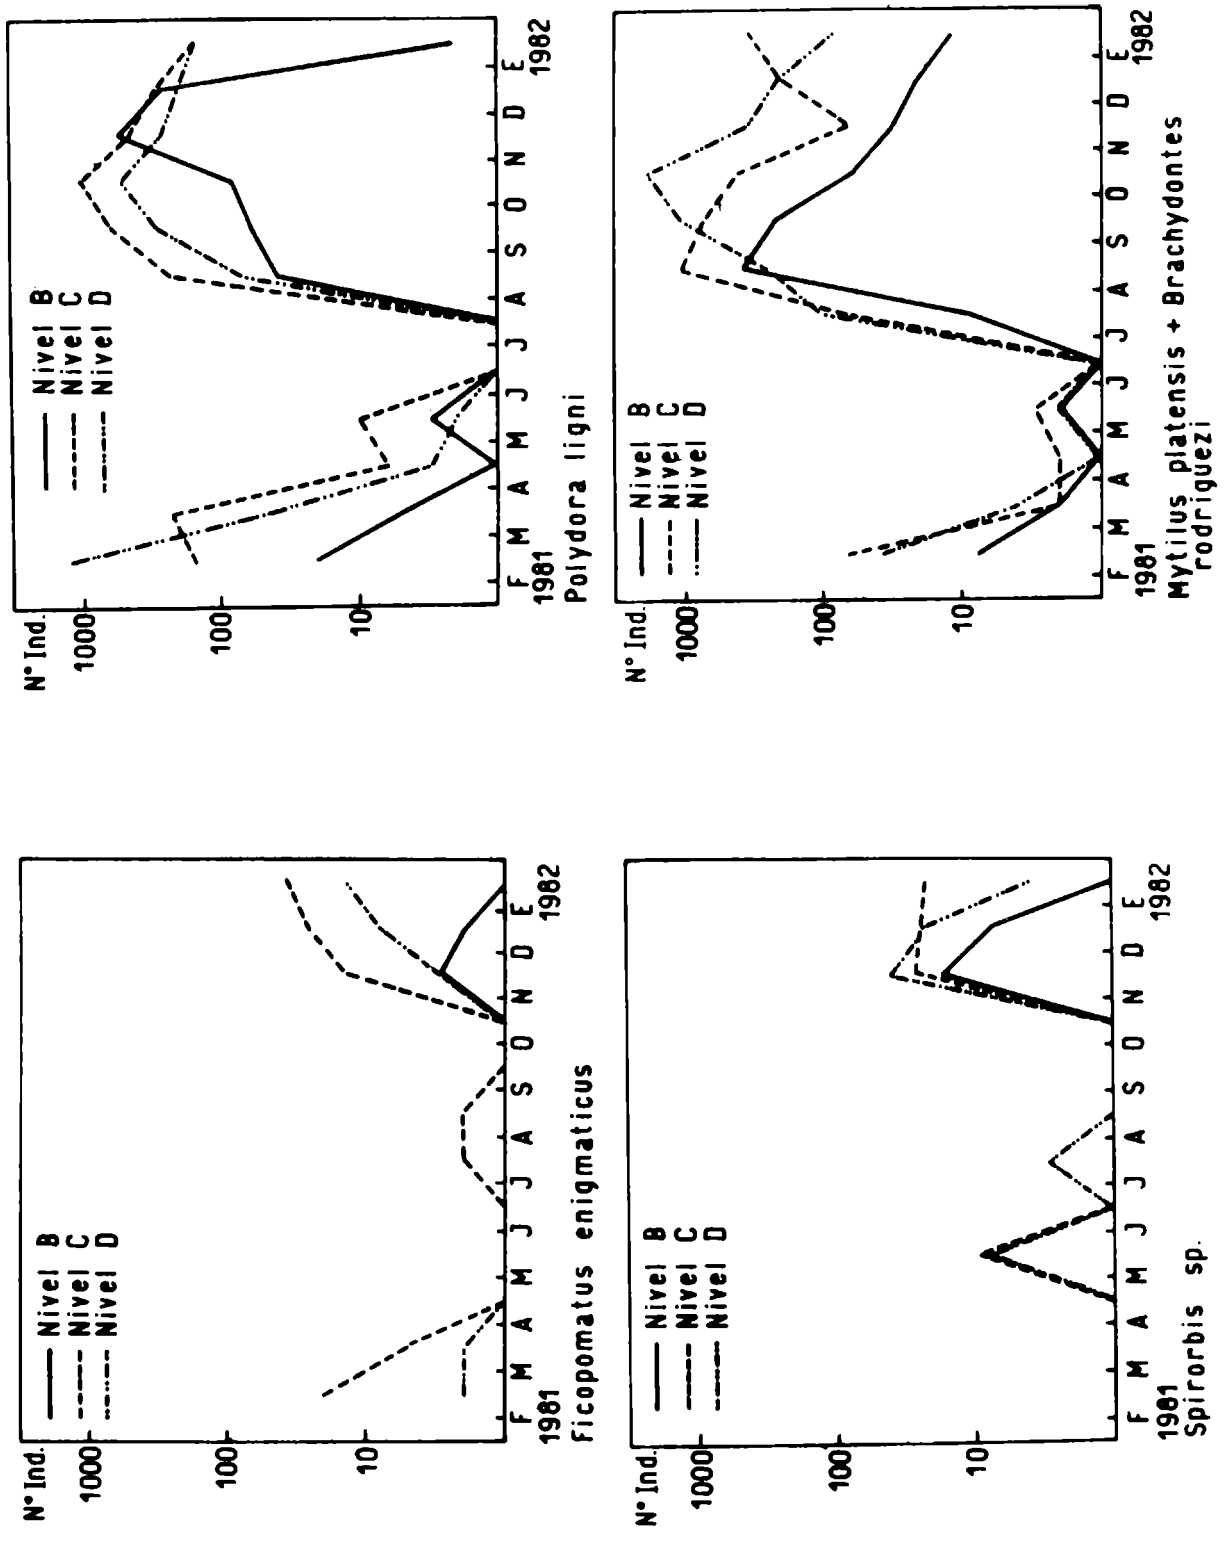 N° Ind.
1000
100
10
Nivel B
Nivel C
Nivel D
F M A M J J A S O N D E
1981 1982
Ficopomatus enigmaticus
N° Ind.
1000
100
10
Nivel B
Nivel C
Nivel D
F M A M J J A S O N D E
1981 1982
Polydora ligni
N° Ind.
1000
100
10
Nivel B
Nivel C
Nivel D
F M A M J J A S O N D E
1981 1982
Spirorbis sp.
N° Ind.
1000
100
10
Nivel B
Nivel C
Nivel D
F M A M J J A S O N D E
1981 1982
Mytilus platensis + Brachydontes
rodriguezi